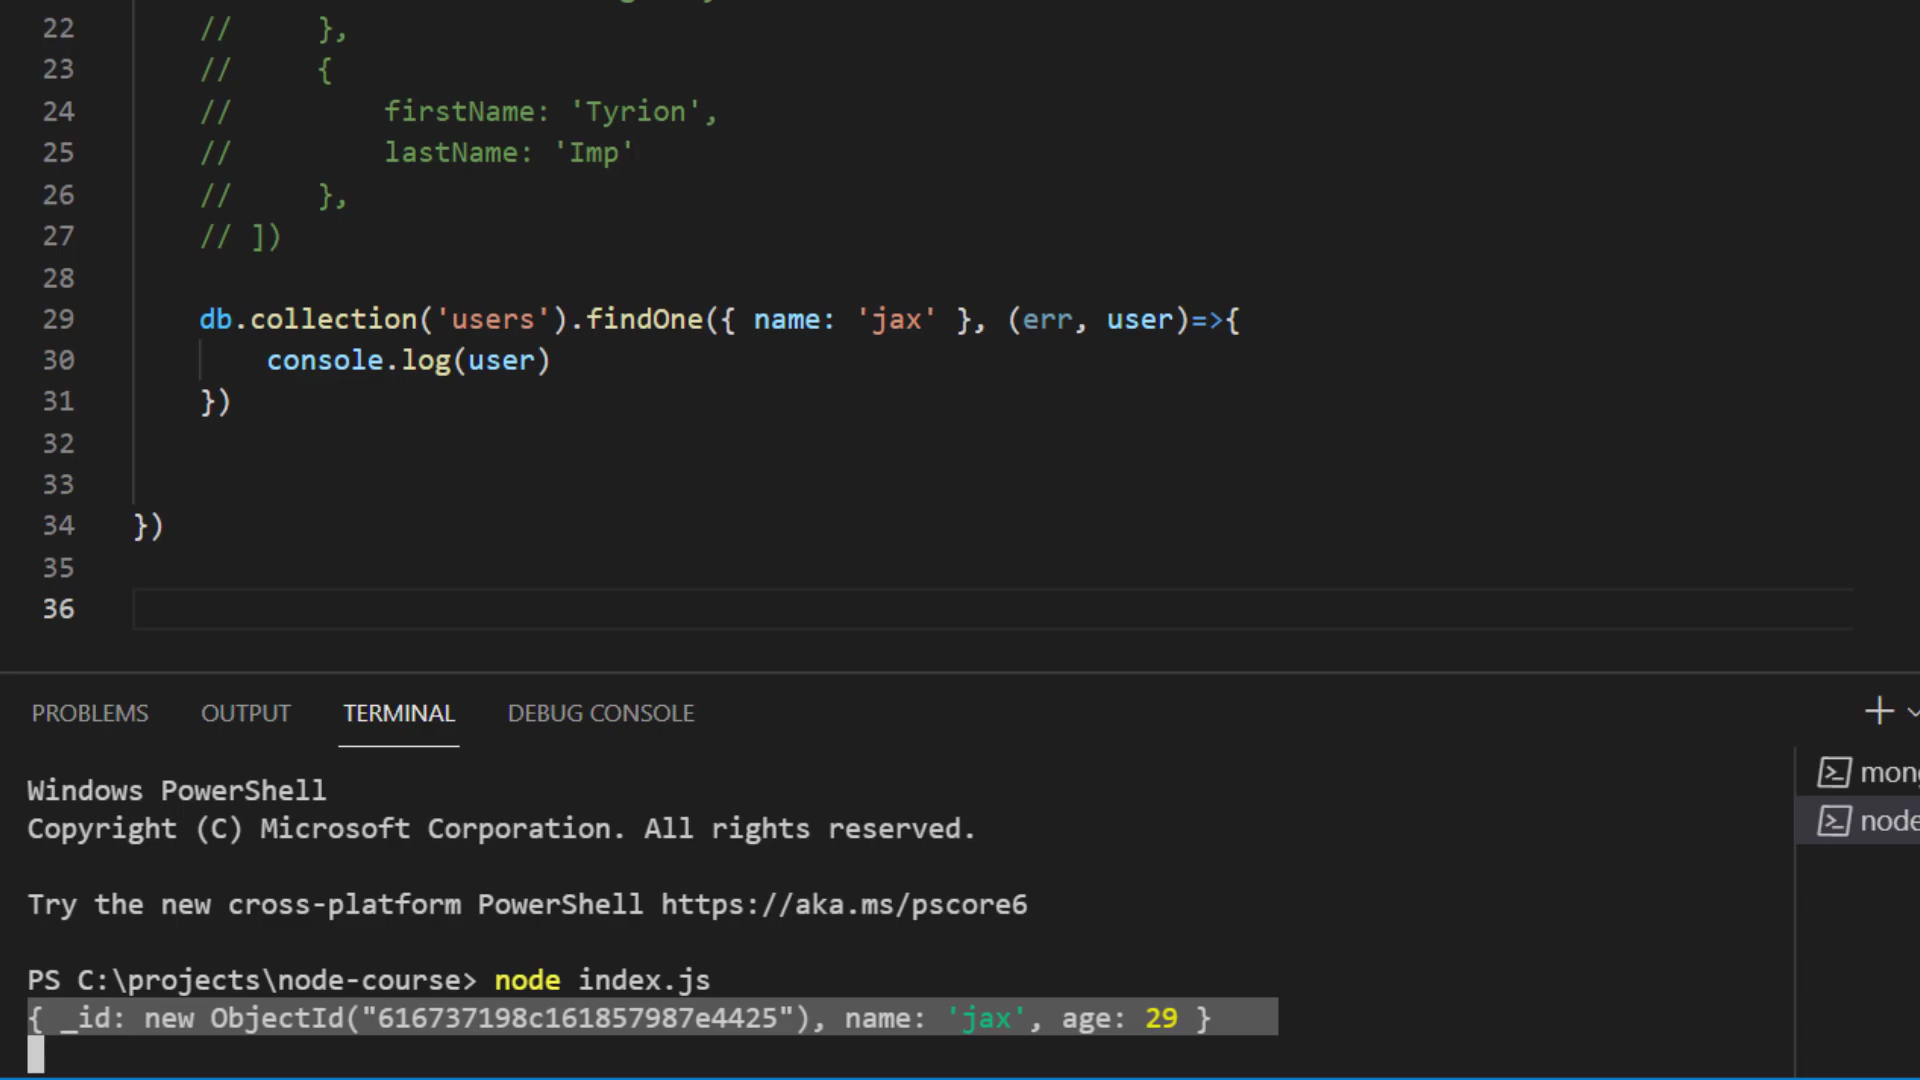 22 // },
23 // {
24 // firstName: 'Tyrion',
25 // lastName: 'Imp'
26 // },
27 // ])
28
29 db.collection('users').findOne({ name: 'jax' }, (err, user)=>{
30 console.log(user)
31 })
32
33
34 })
35
36
PROBLEMS OUTPUT TERMINAL DEBUG CONSOLE
Windows PowerShell
Copyright (C) Microsoft Corporation. All rights reserved.
Try the new cross-platform PowerShell https://aka.ms/pscore6
PS C:\projects\node-course> node index.js
{ _id: new ObjectId("616737198c161857987e4425"), name: 'jax', age: 29 }
node